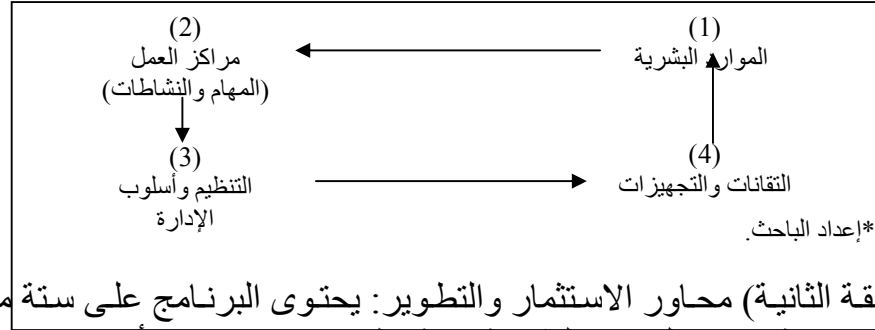 (1)
الموارد البشرية
(2)
مراكز العمل
(المهام والنشاطات)
(3)
التنظيم وأسلوب
الإدارة
(4)
التقانات والتجهيزات
*إعداد الباحث.
الثانية) محاور الاستثمار والتطوير: يحتوى البرنامج على ستة